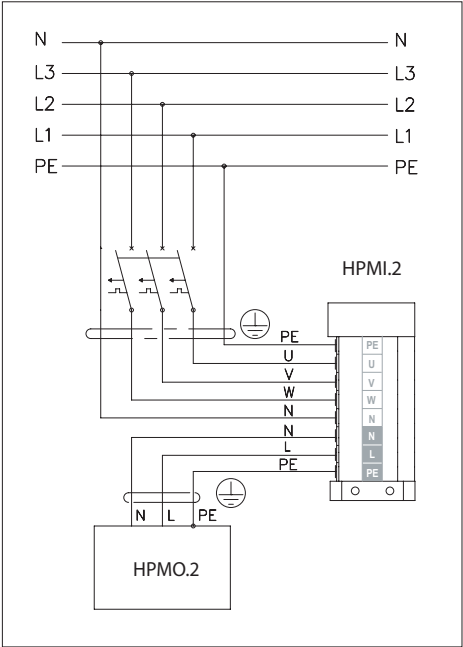 N N
L3 L3
L2 L2
L1 L1
PE PE
HPMI.2
PE PE
U U
V V
W W
N N
N N
L L
PE PE
N L PE
HPMO.2